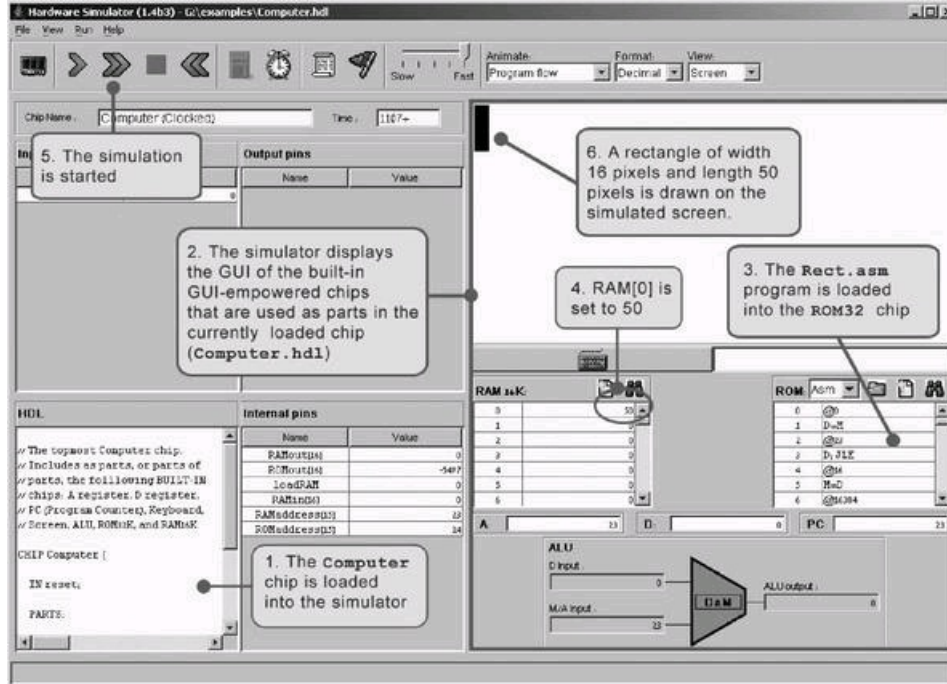 Hardware Simulator (1.4b3) - G:\examples\Computer.hdl
File View Run Help
Animate: Format: View:
Slow Fast Program flow Decimal Screen
Chip Name : Computer (Clocked) Time : 1107+
5. The simulation
is started
Output pins
Name Value
0
6. A rectangle of width
16 pixels and length 50
pixels is drawn on the
simulated screen.
2. The simulator displays
the GUI of the built-in
GUI-empowered chips
that are used as parts in the
currently loaded chip
(Computer.hdl)
4. RAM[0] is
set to 50
3. The Rect.asm
program is loaded
into the ROM32 chip
RAM 16K:
0 50
1 0
2 0
3 0
4 0
5 0
6 0
ROM: Asm
0 @0
1 D=M
2 @23
3 D;JLE
4 @16
5 M=D
6 @16384
A: 23 D: 0 PC: 23
HDL
// The topmost Computer chip.
// Includes as parts, or parts of
// parts, the following BUILT-IN
// chips: A register, D register,
// PC (Program Counter), Keyboard,
// Screen, ALU, ROM32K, and RAM16K
CHIP Computer {
IN reset;
PARTS:
Internal pins
Name Value
RAMout[16] 0
ROMout[16]
loadRAM 0
RAMin[16] 0
RAMaddress[15] 23
ROMaddress[15]
1. The Computer
chip is loaded
into the simulator
ALU
D Input : 0
M/A Input : 23
D&M
ALU output : 0